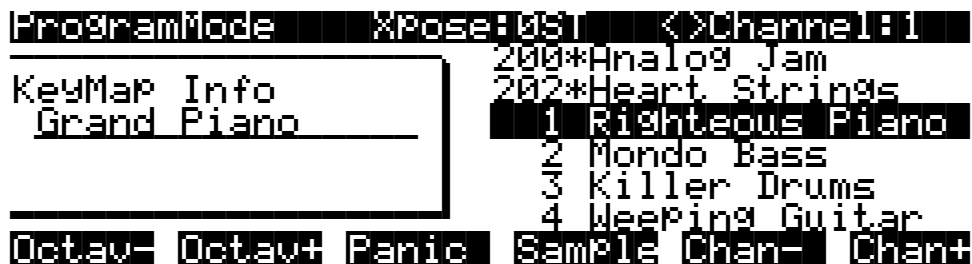 ProgramMode    Xpose:0ST    <>Channel:1
KeyMap Info
Grand Piano
200*Analog Jam
202*Heart Strings
1 Righteous Piano
2 Mondo Bass
3 Killer Drums
4 Weeping Guitar
Octav- Octav+ Panic Sample Chan- Chan+